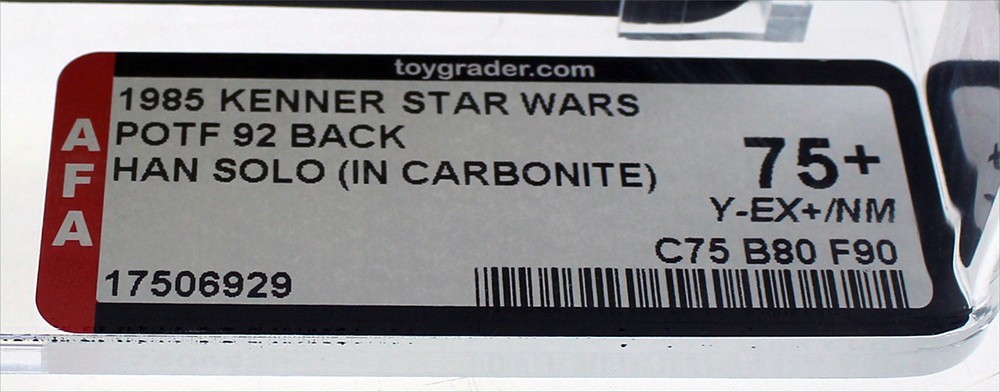 toygrader.com
AFA
1985 KENNER STAR WARS
POTF 92 BACK
HAN SOLO (IN CARBONITE)
75+
Y-EX+/NM
C75 B80 F90
17506929